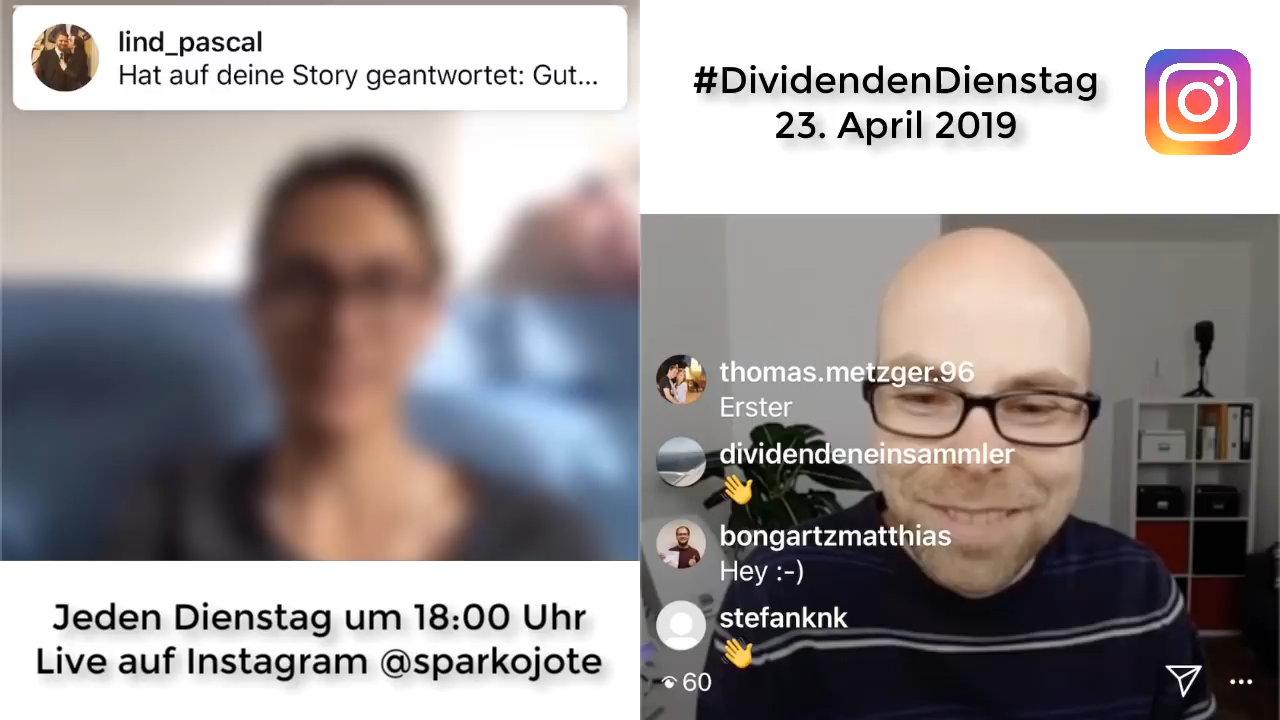 lind_pascal
Hat auf deine Story geantwortet: Gut...
Jeden Dienstag um 18:00 Uhr
Live auf Instagram @sparkojote
#DividendenDienstag
23. April 2019
thomas.metzger.96
Erster
dividendeneinsammler
👋
bongartzmatthias
Hey :-)
stefanknk
👋
60